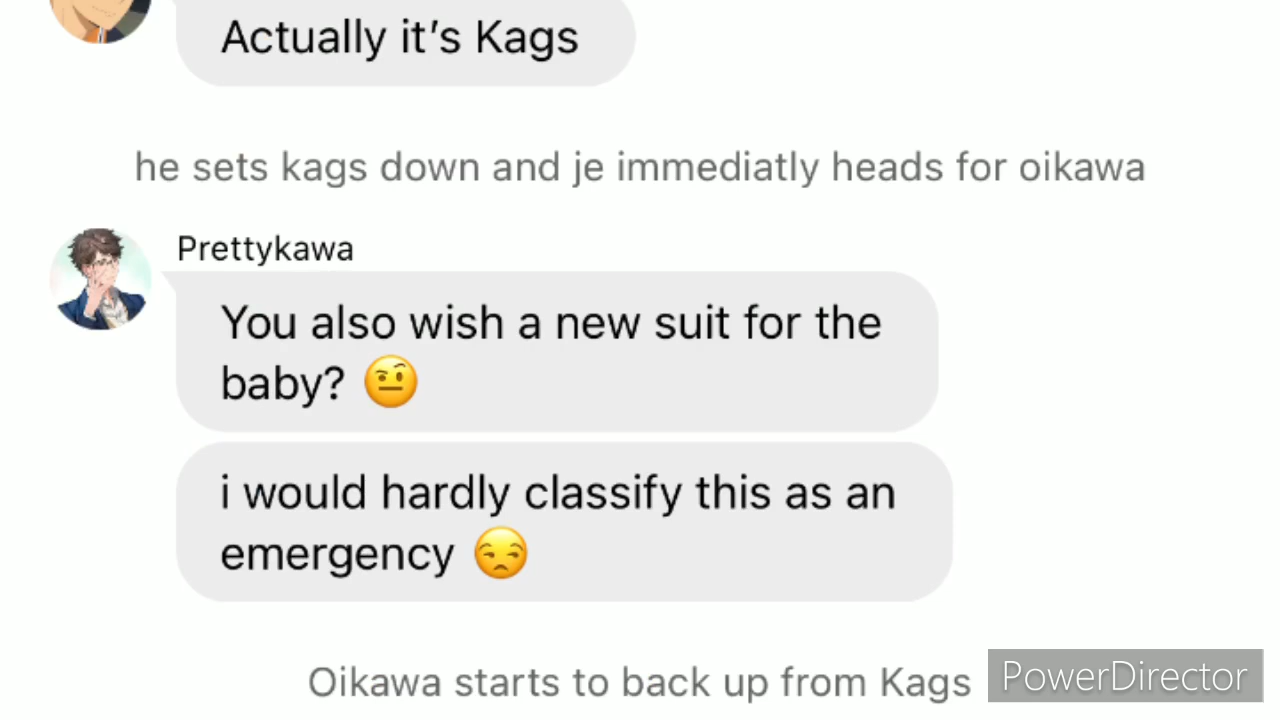 Actually it’s Kags
he sets kags down and je immediatly heads for oikawa
Prettykawa
You also wish a new suit for the
baby? 🤨
i would hardly classify this as an
emergency 😒
Oikawa starts to back up from Kags
PowerDirector